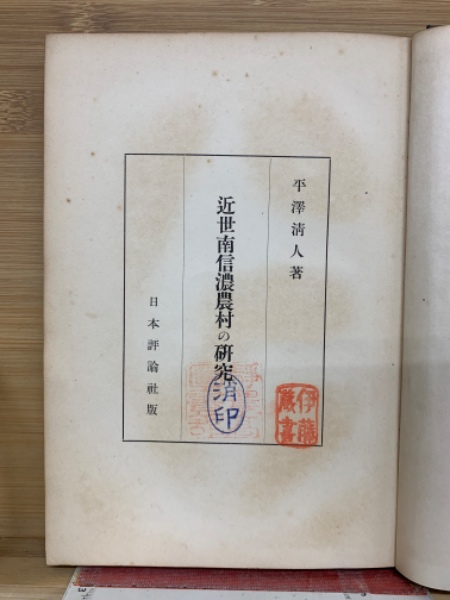 平澤清人著
近世南信濃農村の研究
日本評論社版
消印
伊藤
蔵書